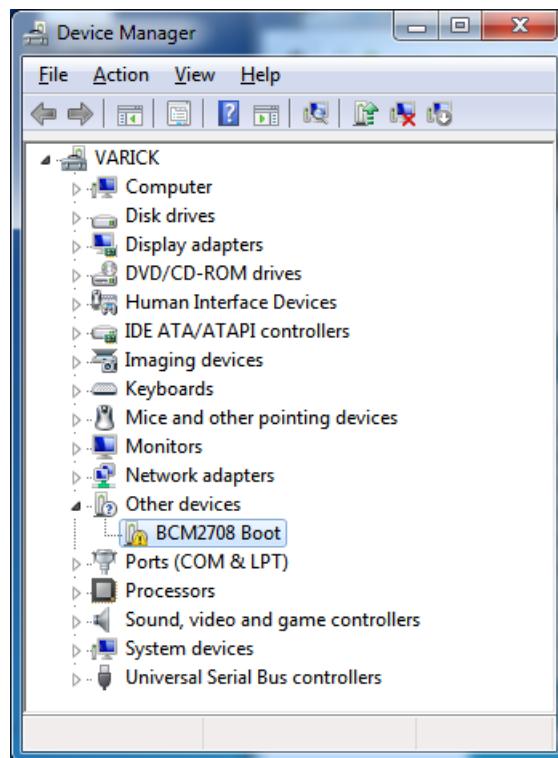 Device Manager
File Action View Help
VARICK
Computer
Disk drives
Display adapters
DVD/CD-ROM drives
Human Interface Devices
IDE ATA/ATAPI controllers
Imaging devices
Keyboards
Mice and other pointing devices
Monitors
Network adapters
Other devices
BCM2708 Boot
Ports (COM & LPT)
Processors
Sound, video and game controllers
System devices
Universal Serial Bus controllers